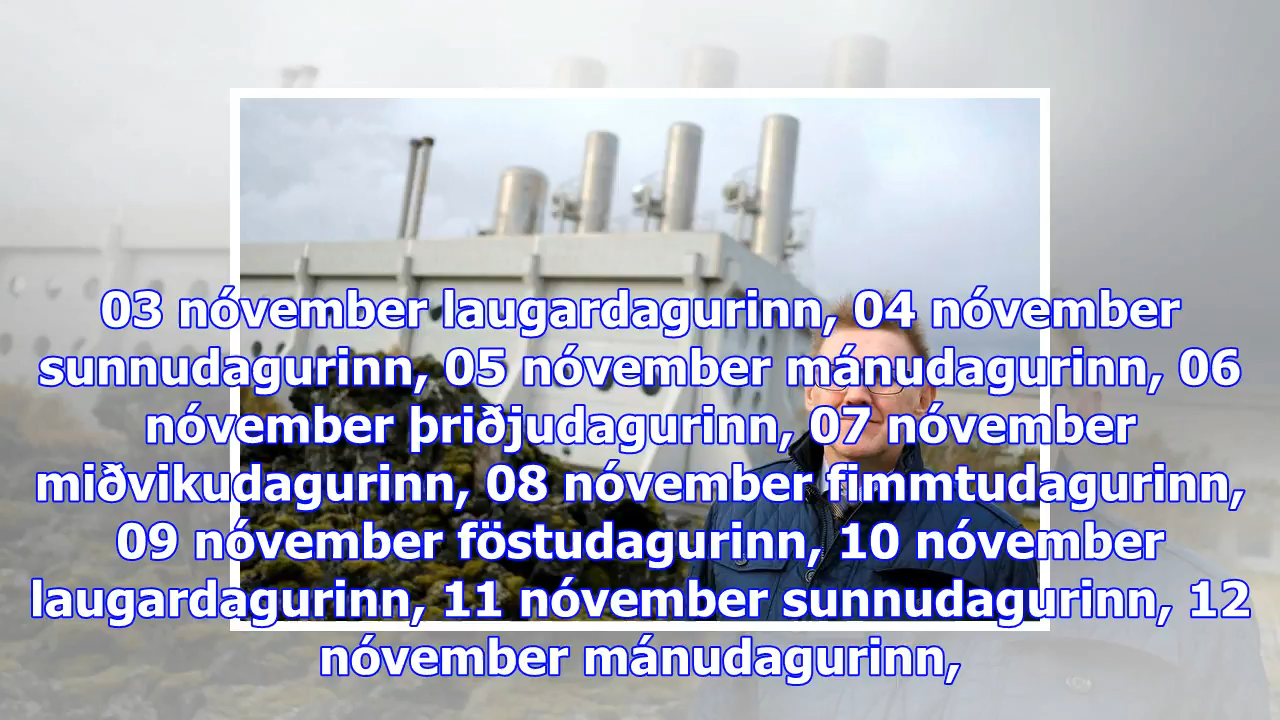 03 nóvember laugardagurinn, 04 nóvember
sunnudagurinn, 05 nóvember mánudagurinn, 06
nóvember þriðjudagurinn, 07 nóvember
miðvikudagurinn, 08 nóvember fimmtudagurinn,
09 nóvember föstudagurinn, 10 nóvember
laugardagurinn, 11 nóvember sunnudagurinn, 12
nóvember mánudagurinn,